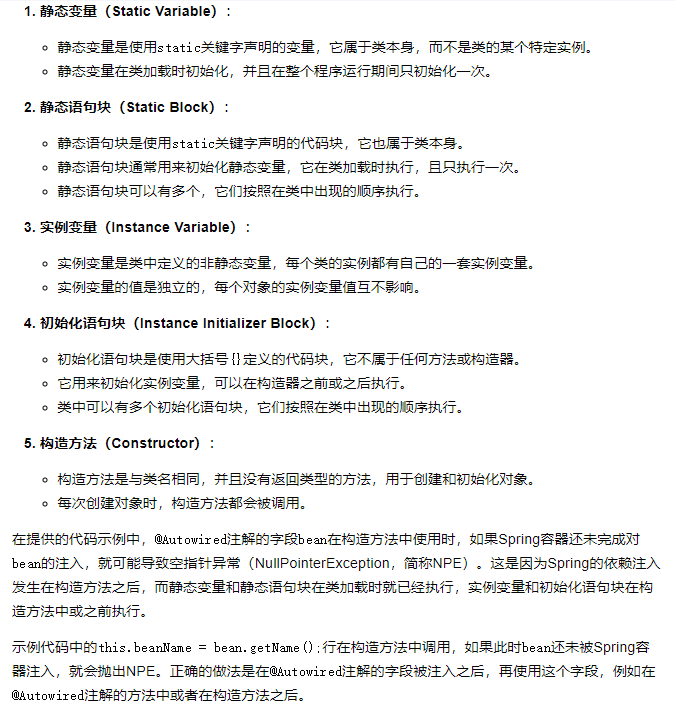 1. 静态变量（Static Variable）：
静态变量是使用static关键字声明的变量，它属于类本身，而不是类的某个特定实例。
静态变量在类加载时初始化，并且在整个程序运行期间只初始化一次。
2. 静态语句块（Static Block）：
静态语句块是使用static关键字声明的代码块，它也属于类本身。
静态语句块通常用来初始化静态变量，它在类加载时执行，且只执行一次。
静态语句块可以有多个，它们按照在类中出现的顺序执行。
3. 实例变量（Instance Variable）：
实例变量是类中定义的非静态变量，每个类的实例都有自己的一套实例变量。
实例变量的值是独立的，每个对象的实例变量值互不影响。
4. 初始化语句块（Instance Initializer Block）：
初始化语句块是使用大括号{}定义的代码块，它不属于任何方法或构造器。
它用来初始化实例变量，可以在构造器之前或之后执行。
类中可以有多个初始化语句块，它们按照在类中出现的顺序执行。
5. 构造方法（Constructor）：
构造方法是与类名相同，并且没有返回类型的方法，用于创建和初始化对象。
每次创建对象时，构造方法都会被调用。
在提供的代码示例中，@Autowired注解的字段bean在构造方法中使用时，如果Spring容器还未完成对
bean的注入，就可能导致空指针异常（NullPointerException，简称NPE）。这是因为Spring的依赖注入
发生在构造方法之后，而静态变量和静态语句块在类加载时就已经执行，实例变量和初始化语句块在构
造方法中或之前执行。
示例代码中的this.beanName = bean.getName();行在构造方法中调用，如果此时bean还未被Spring容
器注入，就会抛出NPE。正确的做法是在@Autowired注解的字段被注入之后，再使用这个字段，例如在
@Autowired注解的方法中或者在构造方法之后。